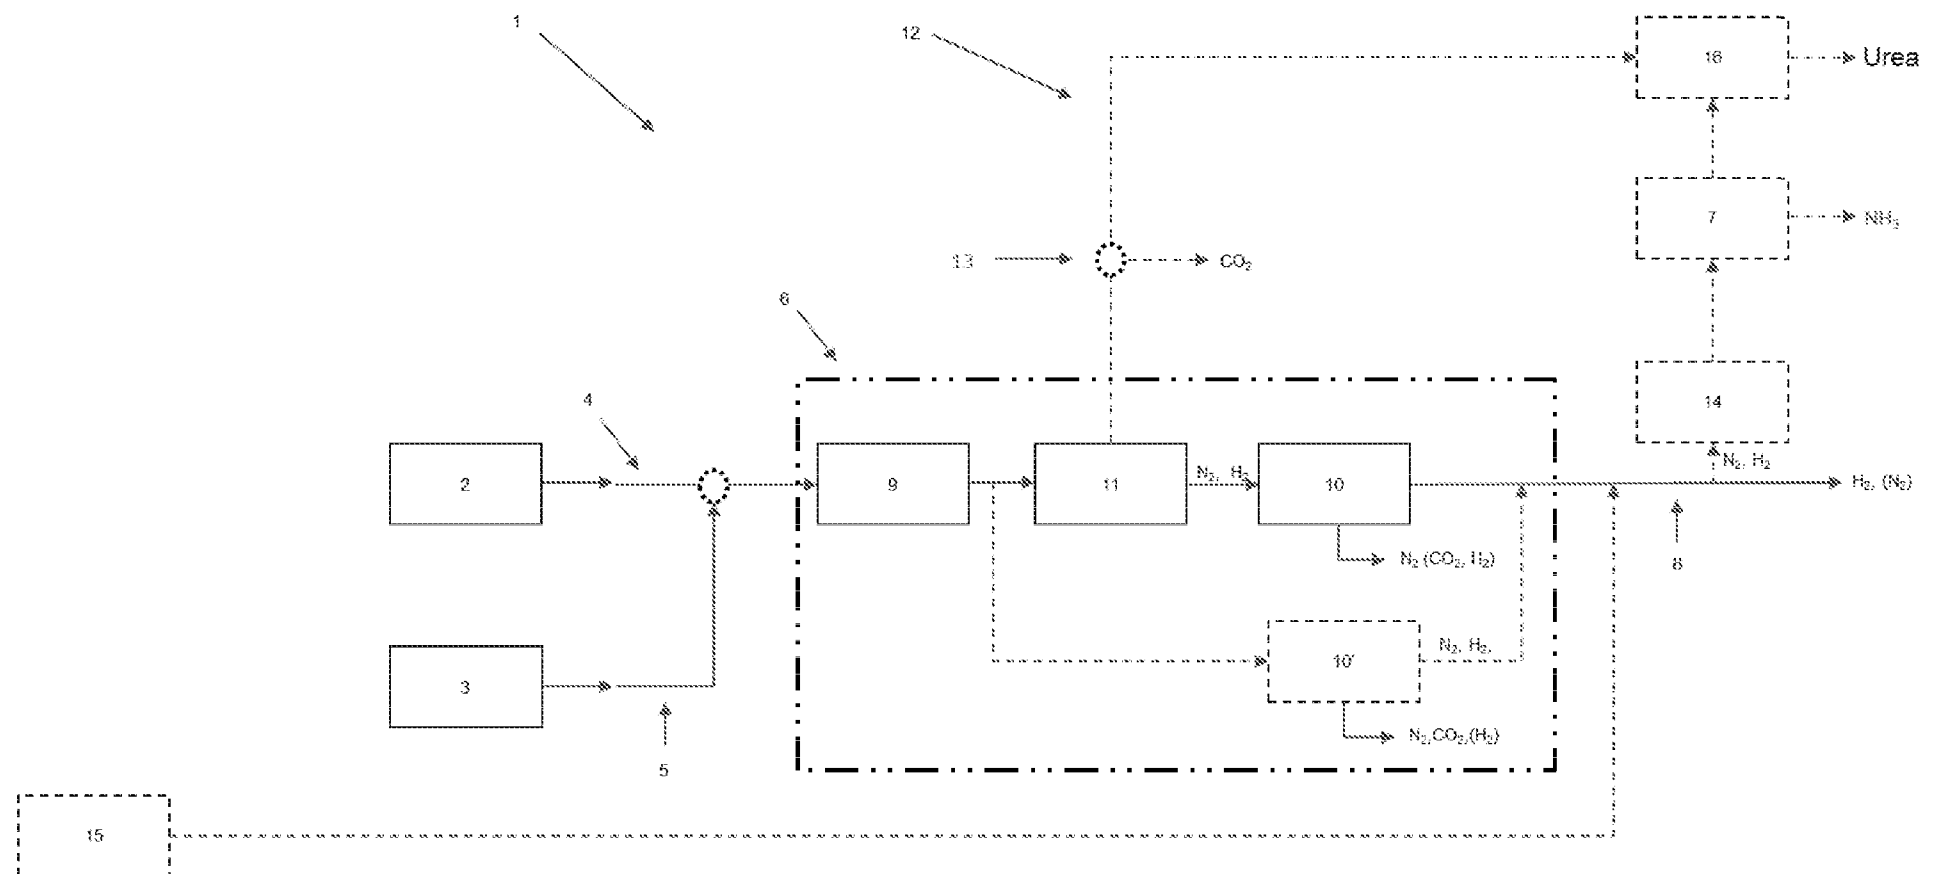 1
12
16
Urea
7
NH₃
13
CO₂
6
4
14
N₂, H₂
2
9
11
N₂, H₂
10
H₂, (N₂)
N₂ (CO₂, H₂)
8
3
10'
N₂, H₂,
5
N₂,CO₂,(H₂)
15